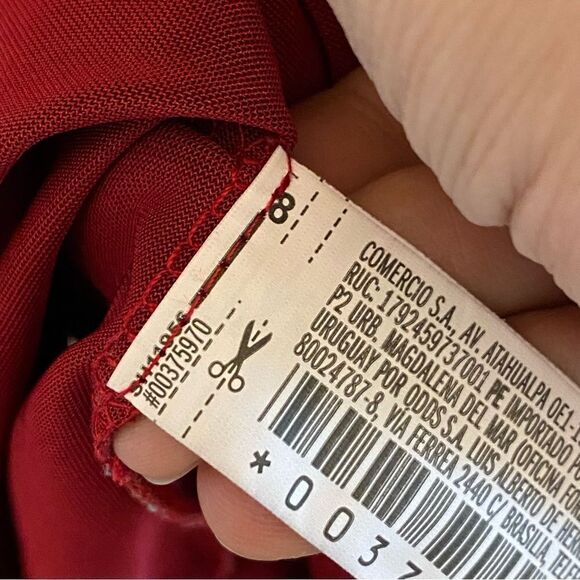 8
#00375970
COMERCIO S.A., AV. ATAHUALPA OE1-
RUC: 1792459737001 PE IMPORTADO
P2 URB. MAGDALENA DEL MAR (OFICINA
URUGUAY POR ODDS S.A. LUIS ALBERTO DE
80024787-8, VIA FERREA 2440 C/ BRASILIA,
*0037